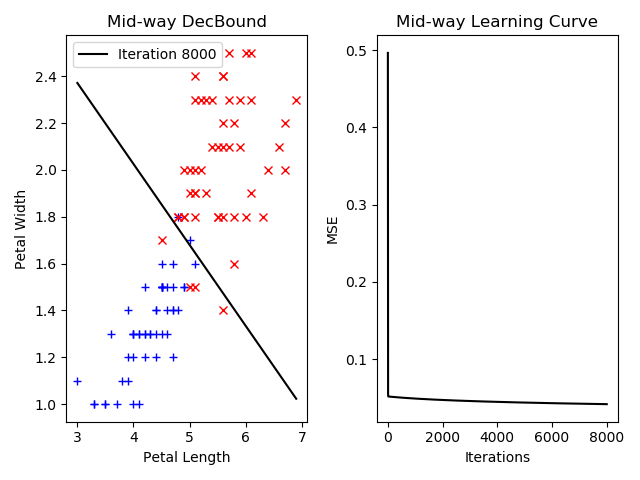 Mid-way DecBound
Iteration 8000
2.4
2.2
2.0
1.8
1.6
1.4
1.2
1.0
Petal Width
3 4 5 6 7
Petal Length
Mid-way Learning Curve
0.5
0.4
0.3
0.2
0.1
MSE
0 2000 4000 6000 8000
Iterations